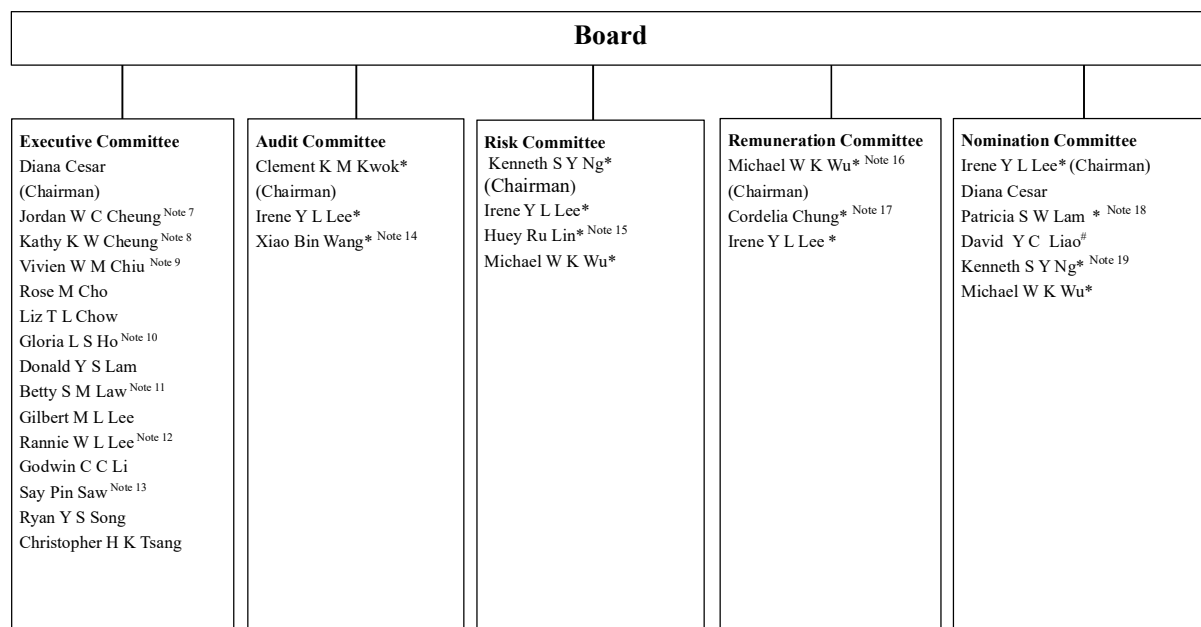 Board
Executive Committee
Diana Cesar
(Chairman)
Jordan W C Cheung Note 7
Kathy K W Cheung Note 8
Vivien W M Chiu Note 9
Rose M Cho
Liz T L Chow
Gloria L S Ho Note 10
Donald Y S Lam
Betty S M Law Note 11
Gilbert M L Lee
Rannie W L Lee Note 12
Godwin C C Li
Say Pin Saw Note 13
Ryan Y S Song
Christopher H K Tsang
Audit Committee
Clement K M Kwok*
(Chairman)
Irene Y L Lee*
Xiao Bin Wang* Note 14
Risk Committee
Kenneth S Y Ng*
(Chairman)
Irene Y L Lee*
Huey Ru Lin* Note 15
Michael W K Wu*
Remuneration Committee
Michael W K Wu* Note 16
(Chairman)
Cordelia Chung* Note 17
Irene Y L Lee *
Nomination Committee
Irene Y L Lee* (Chairman)
Diana Cesar
Patricia S W Lam * Note 18
David Y C Liao#
Kenneth S Y Ng* Note 19
Michael W K Wu*